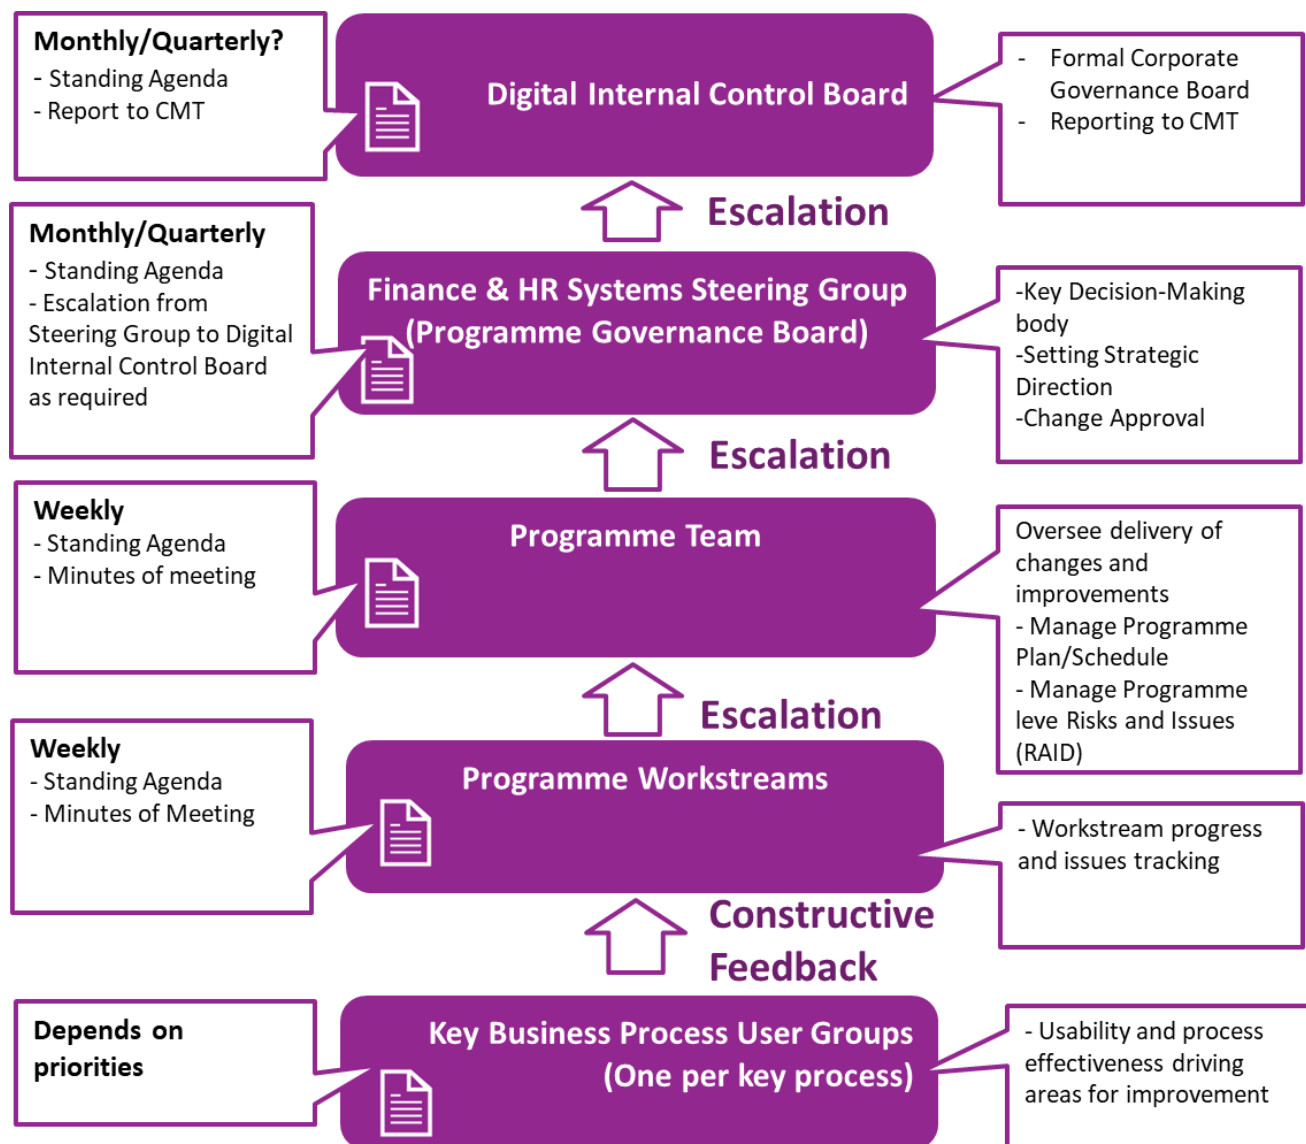 Monthly/Quarterly?
- Standing Agenda
- Report to CMT
Digital Internal Control Board
- Formal Corporate
Governance Board
- Reporting to CMT
Escalation
Monthly/Quarterly
- Standing Agenda
- Escalation from
Steering Group to Digital
Internal Control Board
as required
Finance & HR Systems Steering Group
(Programme Governance Board)
-Key Decision-Making
body
-Setting Strategic
Direction
-Change Approval
Escalation
Weekly
- Standing Agenda
- Minutes of meeting
Programme Team
Oversee delivery of
changes and
improvements
- Manage Programme
Plan/Schedule
- Manage Programme
leve Risks and Issues
(RAID)
Escalation
Weekly
- Standing Agenda
- Minutes of Meeting
Programme Workstreams
- Workstream progress
and issues tracking
Constructive
Feedback
Depends on
priorities
Key Business Process User Groups
(One per key process)
- Usability and process
effectiveness driving
areas for improvement